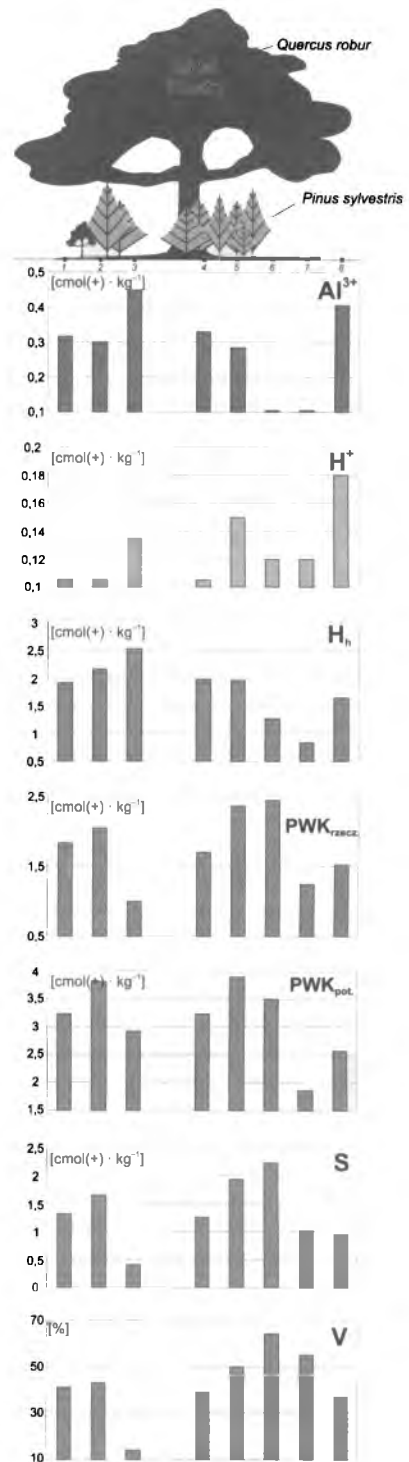 Quercus robur
Pinus sylvestris
1 2 3 4 5 6 7 8
0,5
[cmol(+) · kg⁻¹]
Al³⁺
0,4
0,3
0,2
0,1
0,2
[cmol(+) · kg⁻¹]
H⁺
0,18
0,16
0,14
0,12
0,1
3
[cmol(+) · kg⁻¹]
Hₕ
2,5
2
1,5
1
0,5
2,5
[cmol(+) · kg⁻¹]
PWKrzecz.
1,5
0,5
4
[cmol(+) · kg⁻¹]
PWKpot.
3,5
3
2,5
2
1,5
2,5
[cmol(+) · kg⁻¹]
S
2
1,5
1
0,5
0
70
[%]
V
50
30
10